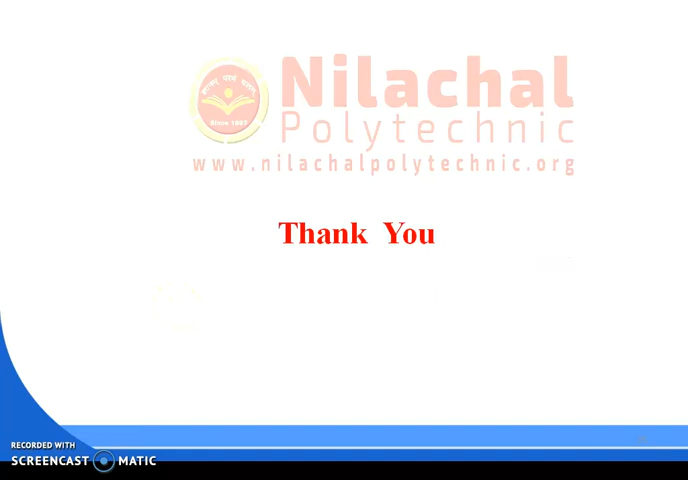 Nilachal
Polytechnic
Since 1987
www.nilachalpolytechnic.org
Thank You
RECORDED WITH
SCREENCAST MATIC